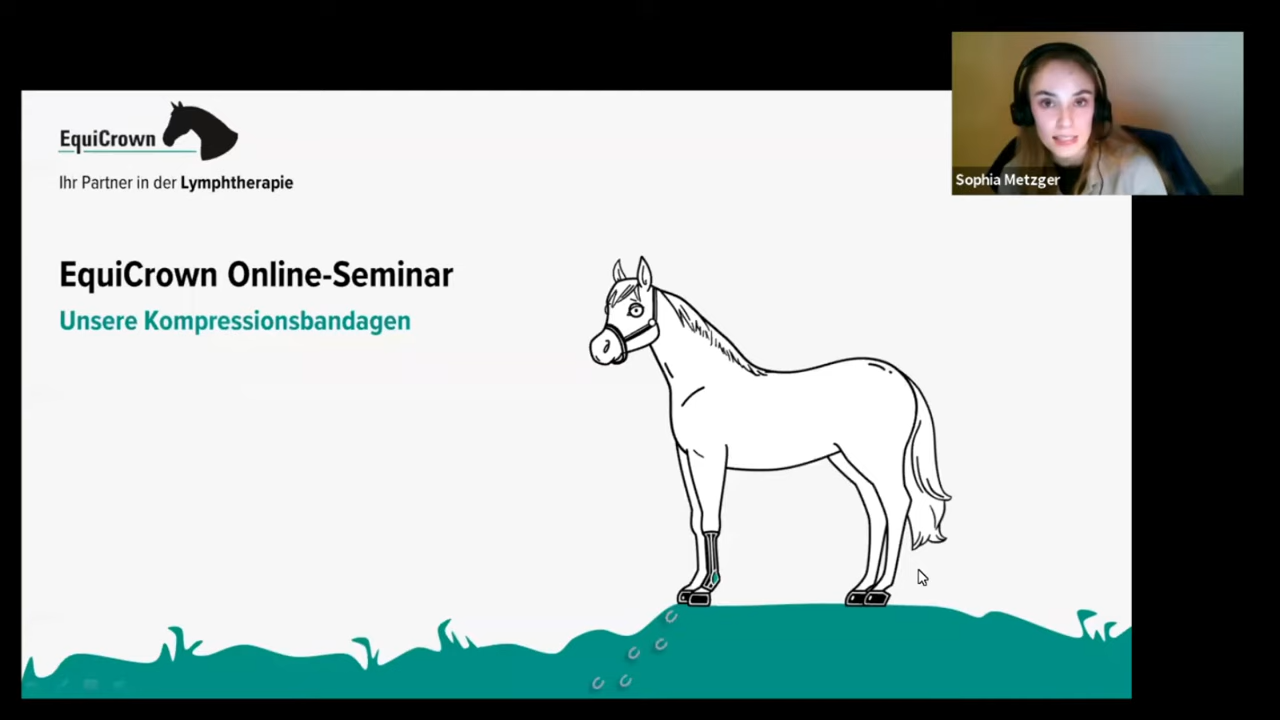 EquiCrown
Ihr Partner in der Lymphtherapie
EquiCrown Online-Seminar
Unsere Kompressionsbandagen
Sophia Metzger